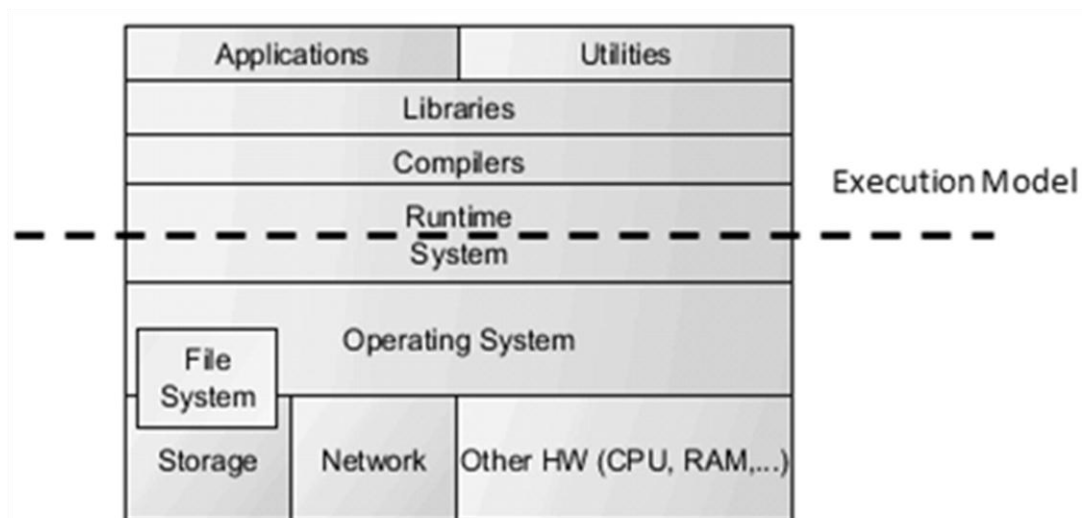 Applications
Utilities
Libraries
Compilers
Execution Model
Runtime
System
Operating System
File
System
Storage
Network
Other HW (CPU, RAM,...)